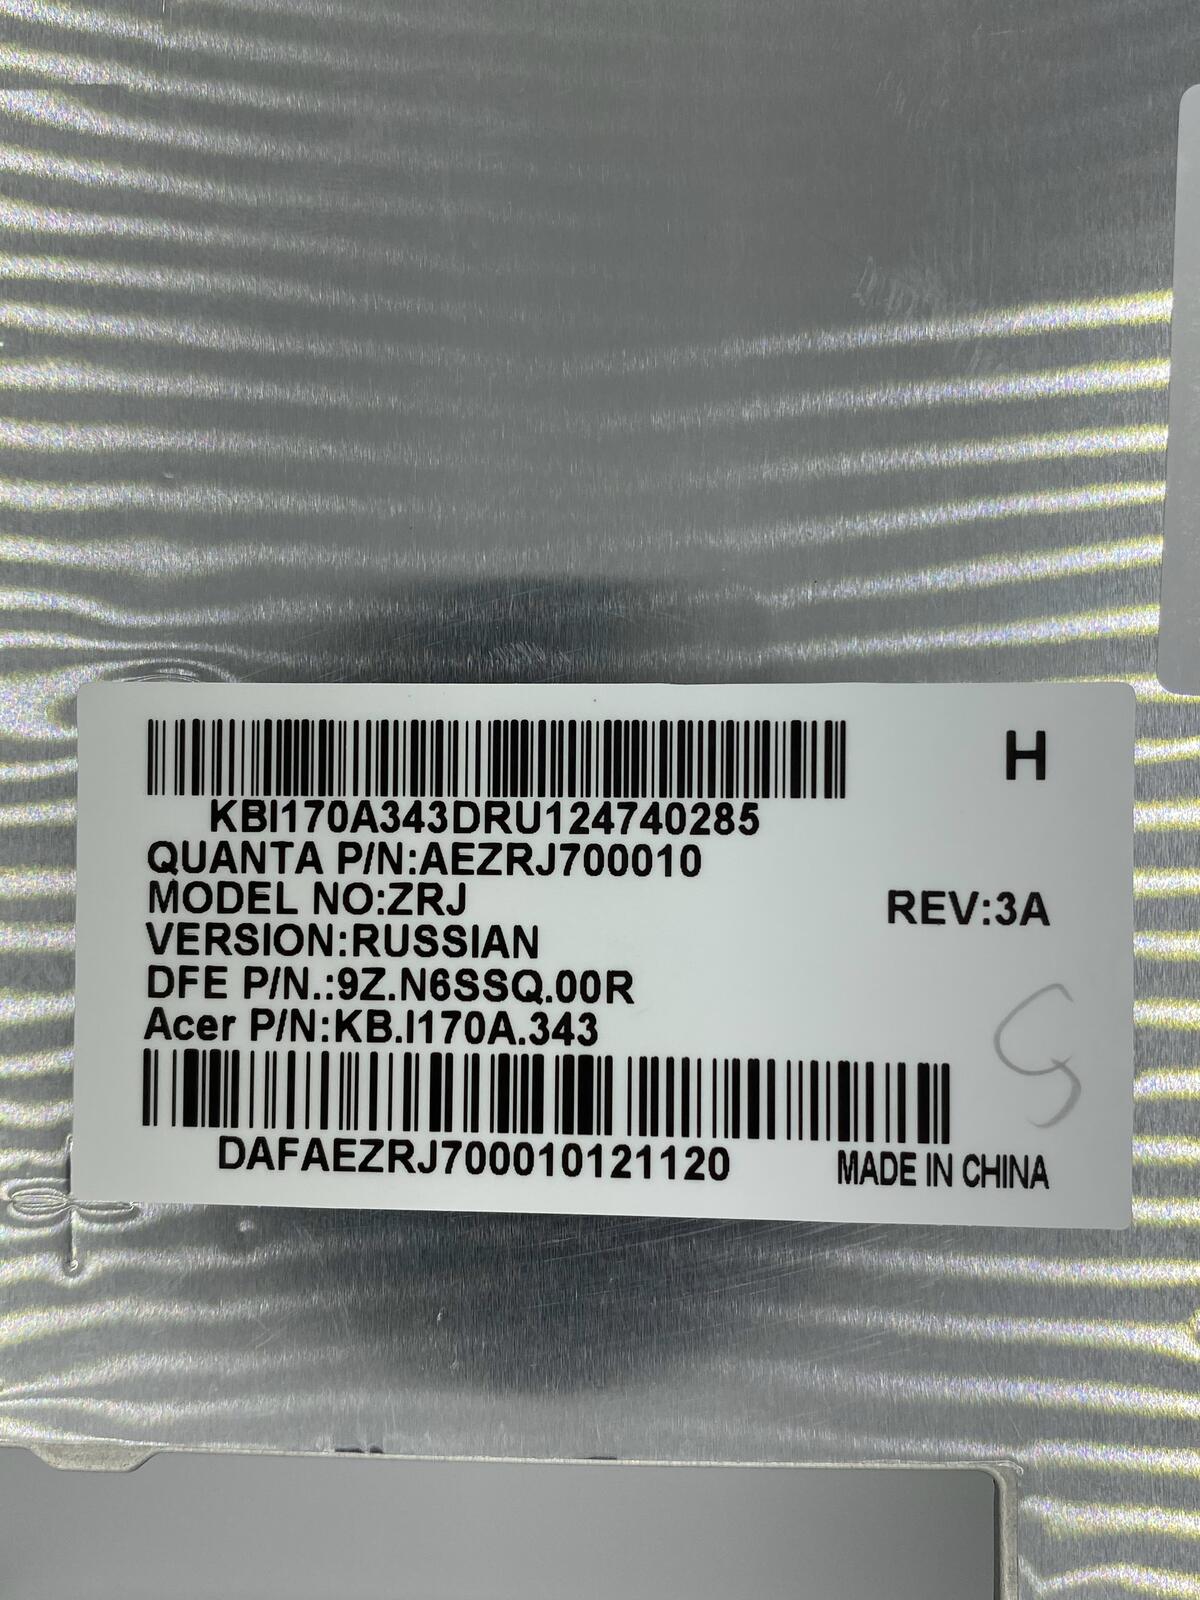 H
KBI170A343DRU124740285
QUANTA P/N:AEZRJ700010
MODEL NO:ZRJ
REV:3A
VERSION:RUSSIAN
DFE P/N.:9Z.N6SSQ.00R
Acer P/N:KB.I170A.343
DAFAEZRJ700010121120
MADE IN CHINA